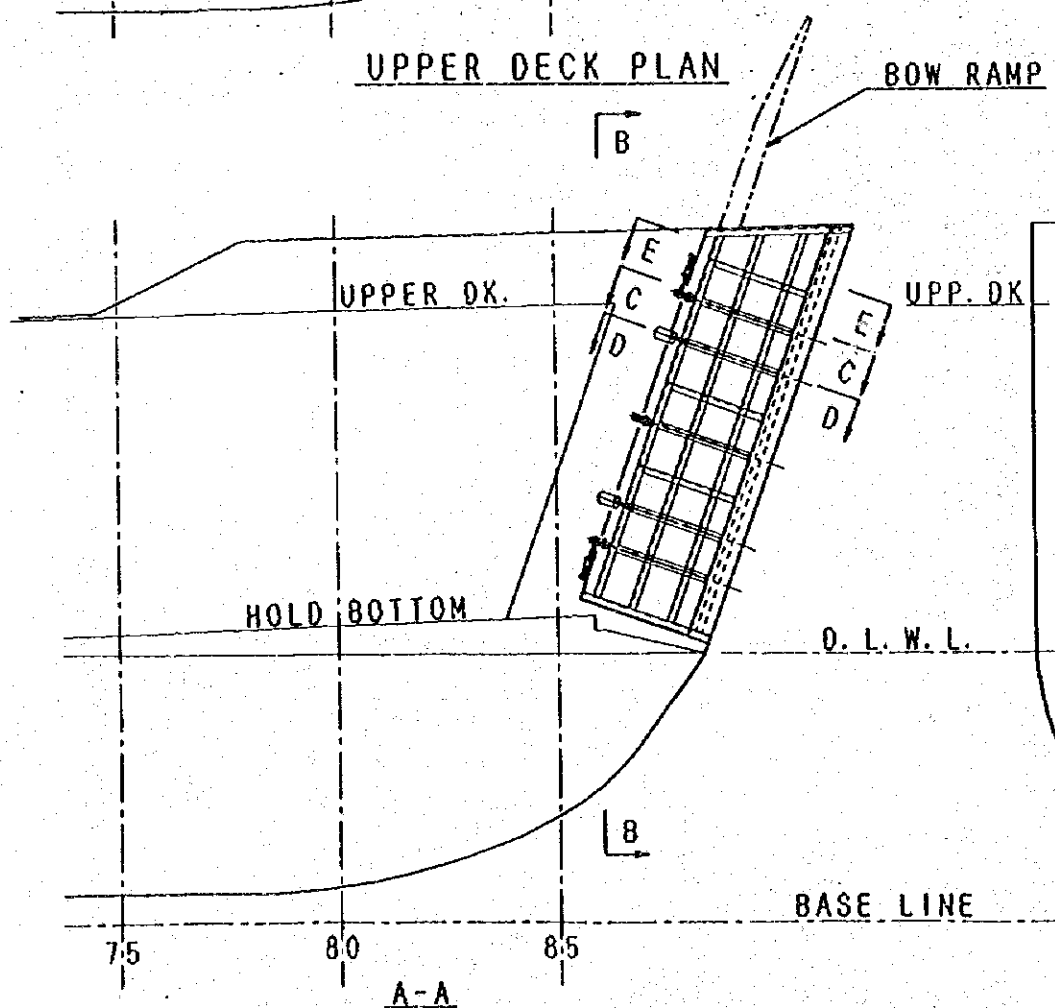 UPPER DECK PLAN
BOW RAMP
B
E
C
D
UPPER DK.
UPP. DK
E
C
D
HOLD BOTTOM
D. L. W. L.
B
BASE LINE
75
80
85
A-A